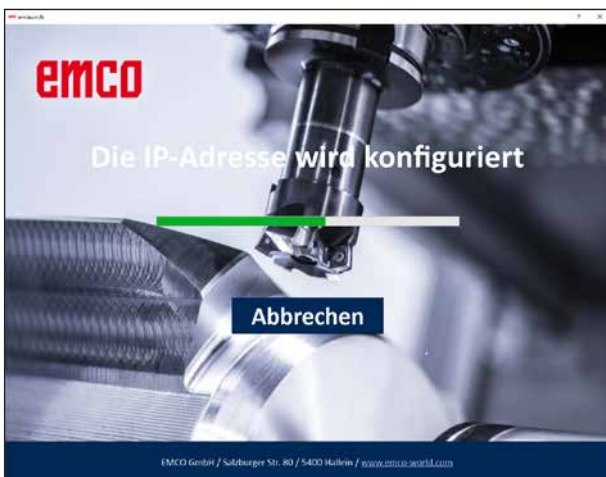 emco
Die IP-Adresse wird konfiguriert
Abbrechen
EMCO GmbH / Salzburger Str. 80 / 5400 Hallein / www.emco-world.com